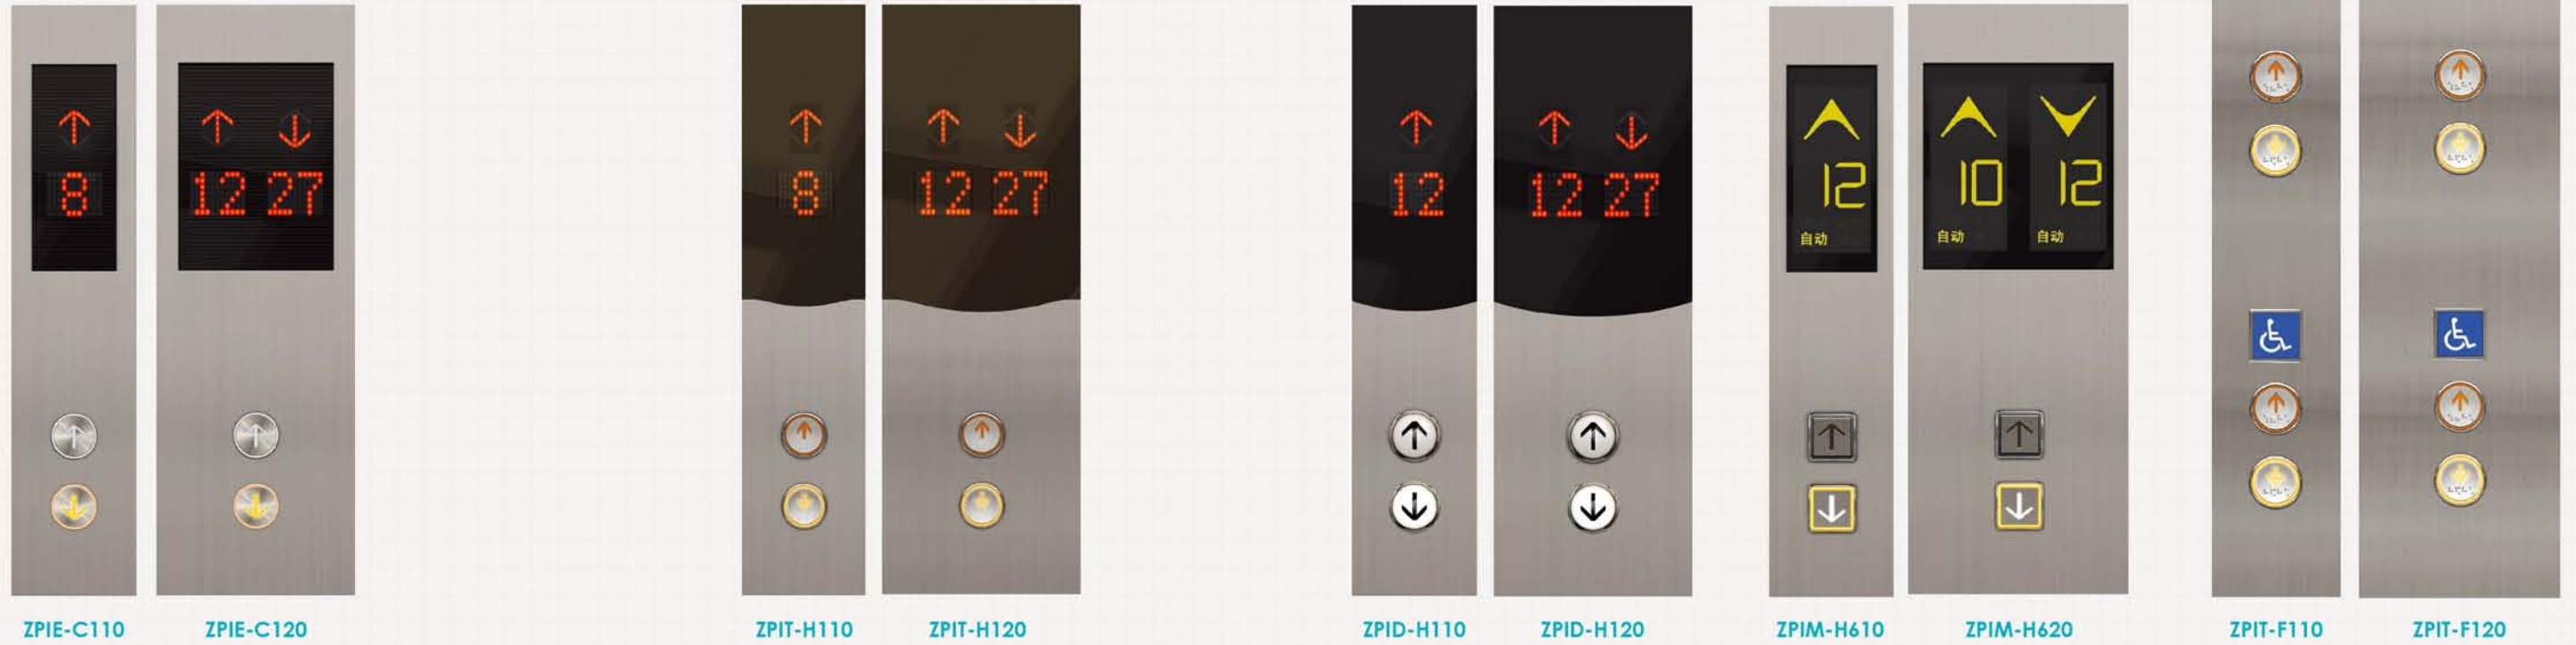 8
12 27
8
12 27
12
12 27
12
自动
10 12
自动 自动
ZPIE-C110 ZPIE-C120 ZPIT-H110 ZPIT-H120 ZPID-H110 ZPID-H120 ZPIM-H610 ZPIM-H620 ZPIT-F110 ZPIT-F120